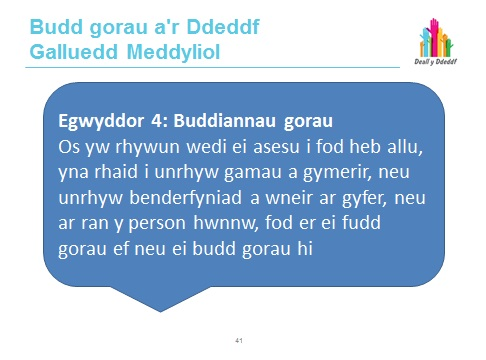 Budd gorau a'r Ddeddf
Galluedd Meddyliol
Deall y Ddeddf
Egwyddor 4: Buddiannau gorau
Os yw rhywun wedi ei asesu i fod heb allu,
yna rhaid i unrhyw gamau a gymerir, neu
unrhyw benderfyniad a wneir ar gyfer, neu
ar ran y person hwnnw, fod er ei fudd
gorau ef neu ei budd gorau hi
41